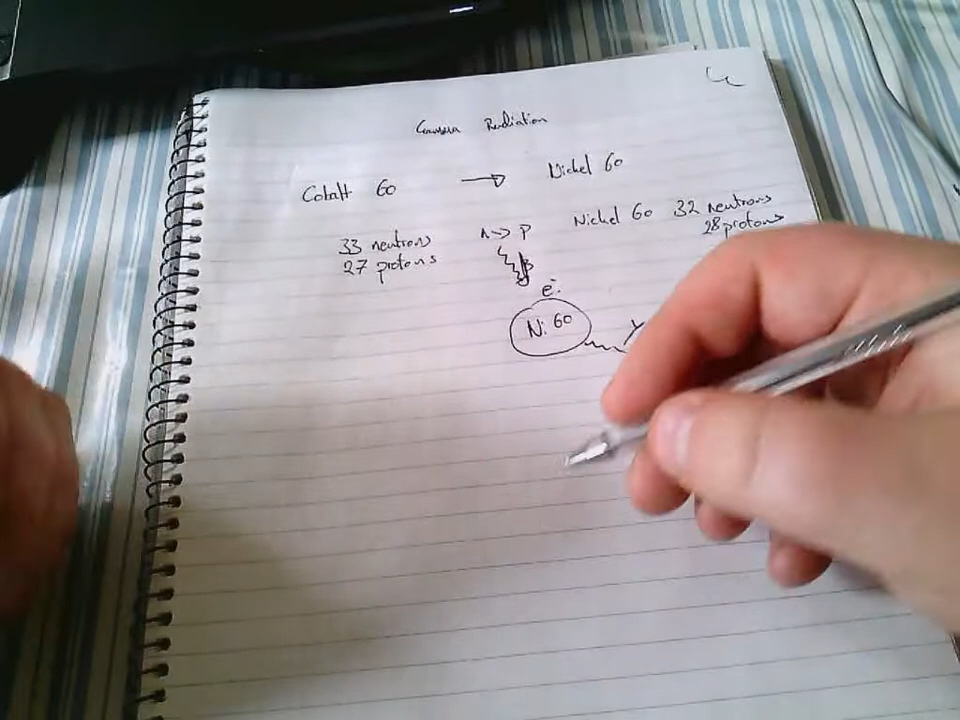 Gamma Radiation
Cobalt 60 → Nickel 60
33 neutrons n → p Nickel 60 32 neutrons
27 protons 28 protons
e⁻
Ni 60 γ